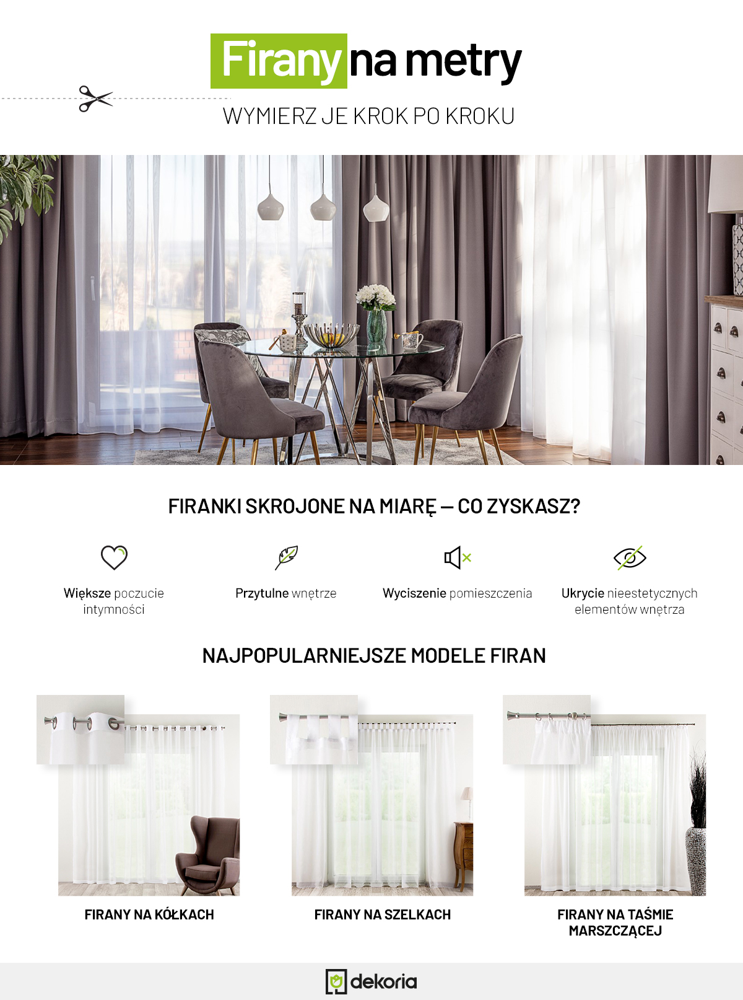 Firany na metry
WYMIERZ JE KROK PO KROKU
FIRANKI SKROJONE NA MIARĘ – CO ZYSKASZ?
Większe poczucie
intymności
Przytulne wnętrze
Wyciszenie pomieszczenia
Ukrycie nieestetycznych
elementów wnętrza
NAJPOPULARNIEJSZE MODELE FIRAN
FIRANY NA KÓŁKACH
FIRANY NA SZELKACH
FIRANY NA TAŚMIE
MARSZCZĄCEJ
dekoria